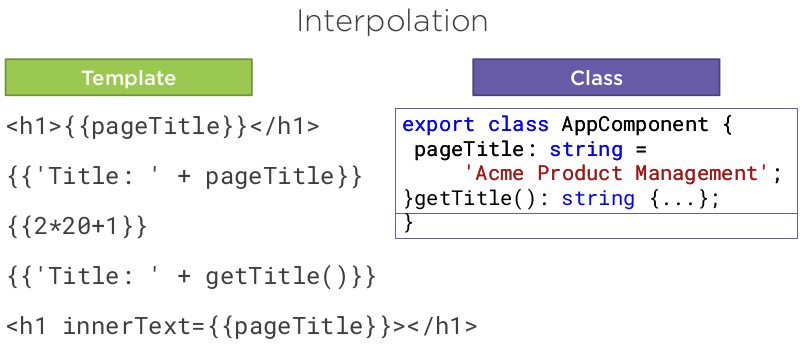 Interpolation
Template
Class
<h1>{{pageTitle}}</h1>
{{'Title: ' + pageTitle}}
{{2*20+1}}
{{'Title: ' + getTitle()}}
<h1 innerText={{pageTitle}}></h1>
export class AppComponent {
pageTitle: string =
'Acme Product Management';
}getTitle(): string {...};
}